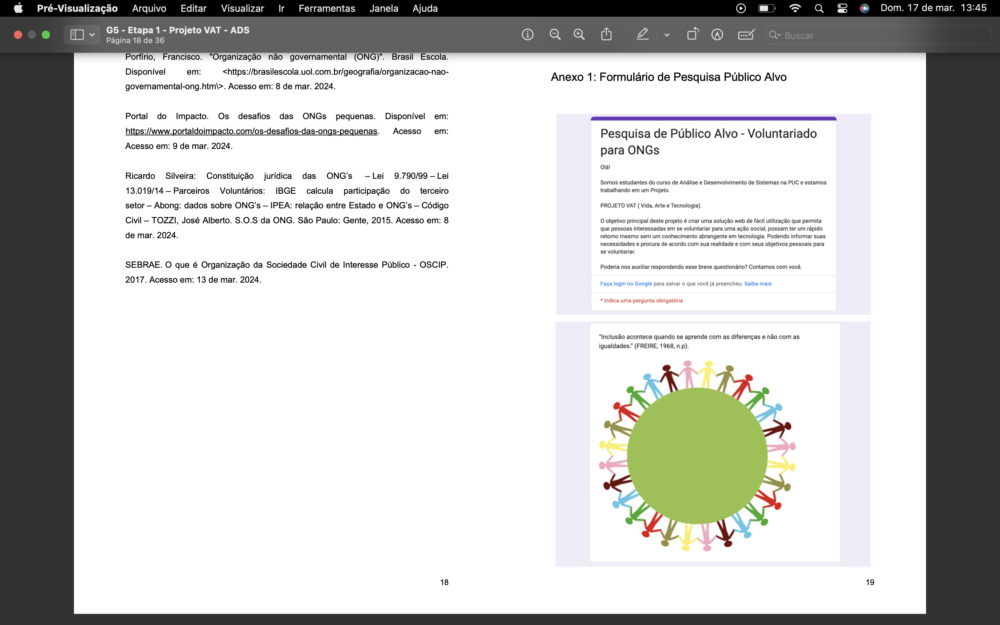 Pré-Visualização Arquivo Editar Visualizar Ir Ferramentas Janela Ajuda Dom. 17 de mar. 13:45
G5 - Etapa 1 - Projeto VAT - ADS
Página 18 de 36
Buscar
Porfírio, Francisco. "Organização não governamental (ONG)". Brasil Escola.
Disponível em: <https://brasilescola.uol.com.br/geografia/organizacao-nao-
governamental-ong.htm\>. Acesso em: 8 de mar. 2024.
Portal do Impacto. Os desafios das ONGs pequenas. Disponível em:
https://www.portaldoimpacto.com/os-desafios-das-ongs-pequenas. Acesso em:
Acesso em: 9 de mar. 2024.
Ricardo Silveira: Constituição jurídica das ONG’s – Lei 9.790/99 – Lei
13.019/14 – Parceiros Voluntários: IBGE calcula participação do terceiro
setor – Abong: dados sobre ONG’s – IPEA: relação entre Estado e ONG’s – Código
Civil – TOZZI, José Alberto. S.O.S da ONG. São Paulo: Gente, 2015. Acesso em: 8
de mar. 2024.
SEBRAE. O que é Organização da Sociedade Civil de Interesse Público - OSCIP.
2017. Acesso em: 13 de mar. 2024.
18
Anexo 1: Formulário de Pesquisa Público Alvo
Pesquisa de Público Alvo - Voluntariado
para ONGs
Olá!
Somos estudantes do curso de Análise e Desenvolvimento de Sistemas na PUC e estamos
trabalhando em um Projeto.
PROJETO VAT ( Vida, Arte e Tecnologia).
O objetivo principal deste projeto é criar uma solução web de fácil utilização que permita
que pessoas interessadas em se voluntariar para uma ação social, possam ter um rápido
retorno mesmo sem um conhecimento abrangente em tecnologia. Podendo informar suas
necessidades e procura de acordo com sua realidade e com seus objetivos pessoais para
se voluntariar.
Poderia nos auxiliar respondendo esse breve questionário? Contamos com você.
Faça login no Google para salvar o que você já preencheu. Saiba mais
* Indica uma pergunta obrigatória
“Inclusão acontece quando se aprende com as diferenças e não com as
igualdades.” (FREIRE, 1968, n.p).
19